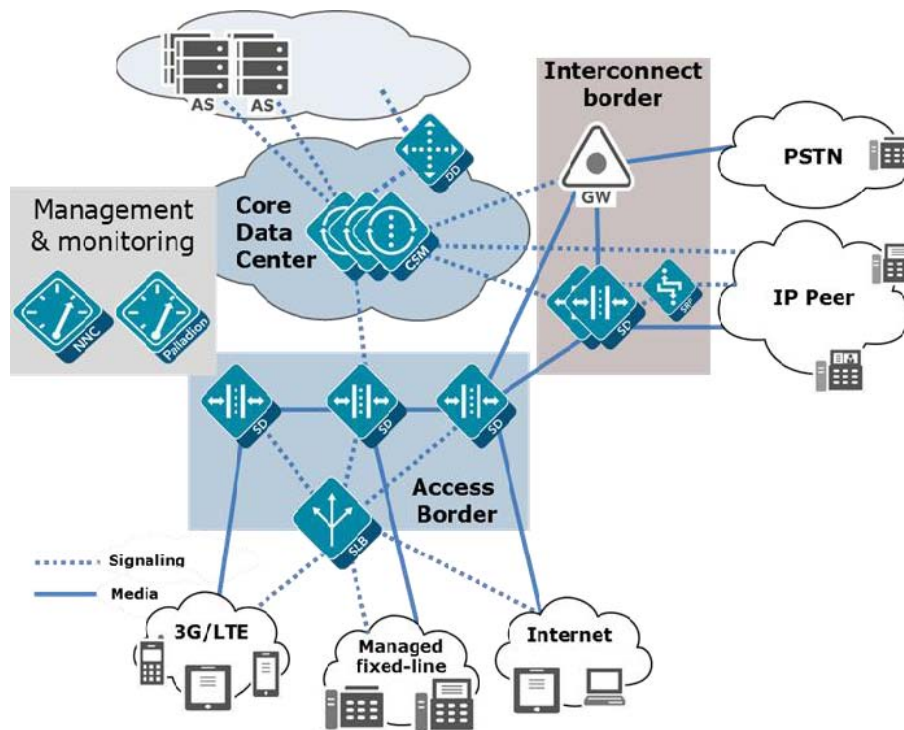 AS
AS
Interconnect
border
DD
PSTN
GW
Management
& monitoring
Core
Data
Center
CSM
NNC
Palladion
SD
SRP
IP Peer
SD
SD
SD
Access
Border
SLB
Signaling
Media
3G/LTE
Managed
fixed-line
Internet